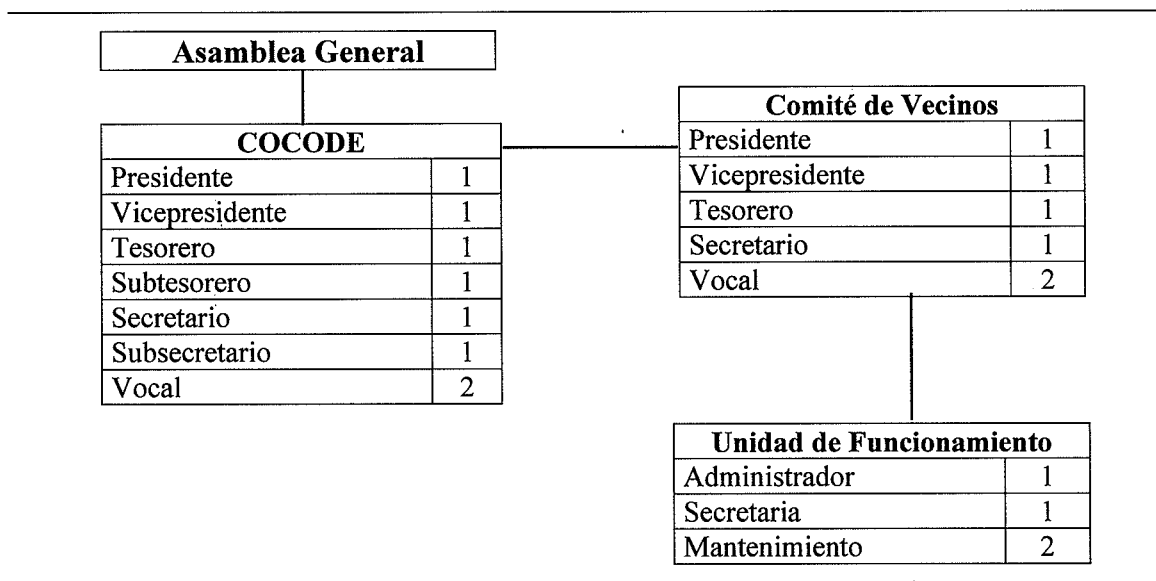 Asamblea General
COCODE
Presidente 1
Vicepresidente 1
Tesorero 1
Subtesorero 1
Secretario 1
Subsecretario 1
Vocal 2
Comité de Vecinos
Presidente 1
Vicepresidente 1
Tesorero 1
Secretario 1
Vocal 2
Unidad de Funcionamiento
Administrador 1
Secretaria 1
Mantenimiento 2